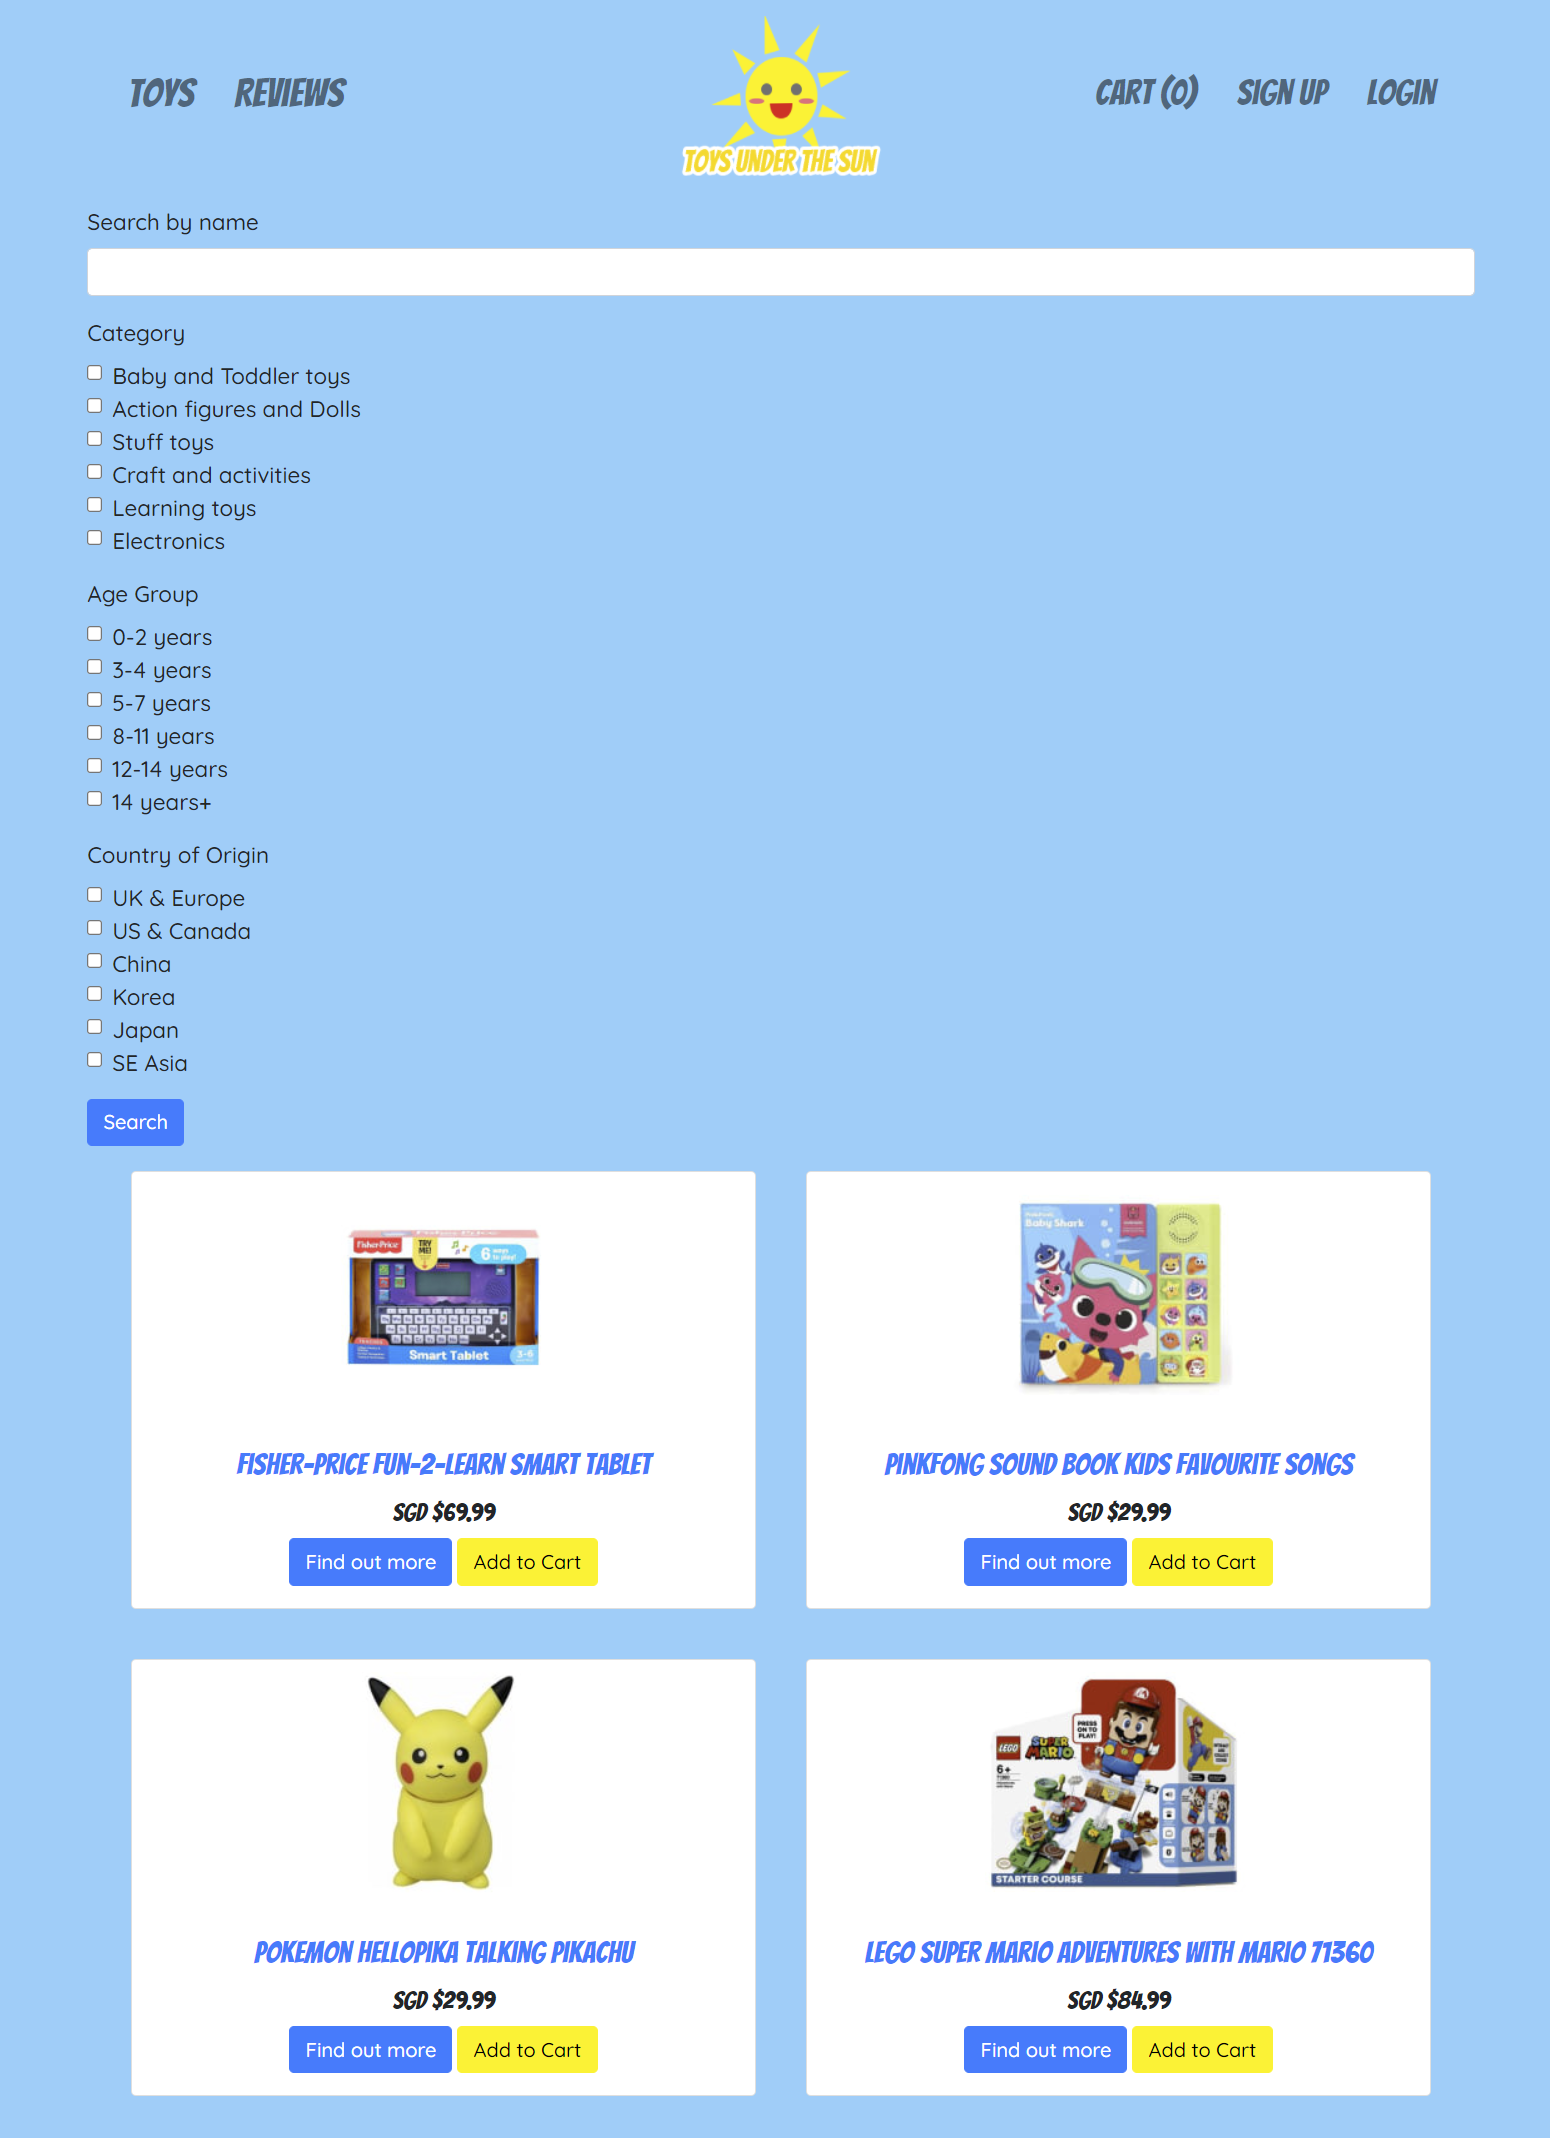 TOYS
REVIEWS
CART (0)
SIGN UP
LOGIN
TOYS UNDER THE SUN
Search by name
Category
Baby and Toddler toys
Action figures and Dolls
Stuff toys
Craft and activities
Learning toys
Electronics
Age Group
0-2 years
3-4 years
5-7 years
8-11 years
12-14 years
14 years+
Country of Origin
UK & Europe
US & Canada
China
Korea
Japan
SE Asia
Search
Fisher-Price
TRY ME!
6 ways to play!
Smart Tablet
3-6
FISHER-PRICE FUN-2-LEARN SMART TABLET
SGD $69.99
Find out more
Add to Cart
Baby Shark
PINKFONG SOUND BOOK KIDS FAVOURITE SONGS
SGD $29.99
Find out more
Add to Cart
POKEMON HELLOPIKA TALKING PIKACHU
SGD $29.99
Find out more
Add to Cart
PRESS ON TO PLAY!
LEGO
SUPER MARIO
6+
STARTER COURSE
LEGO SUPER MARIO ADVENTURES WITH MARIO 71360
SGD $84.99
Find out more
Add to Cart